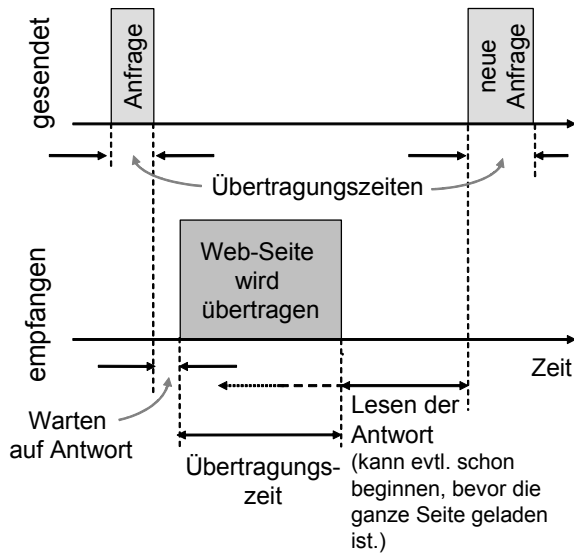 gesendet
Anfrage
neue
Anfrage
Übertragungszeiten
empfangen
Web-Seite
wird
übertragen
Zeit
Warten
auf Antwort
Übertragungs-
zeit
Lesen der
Antwort
(kann evtl. schon
beginnen, bevor die
ganze Seite geladen
ist.)